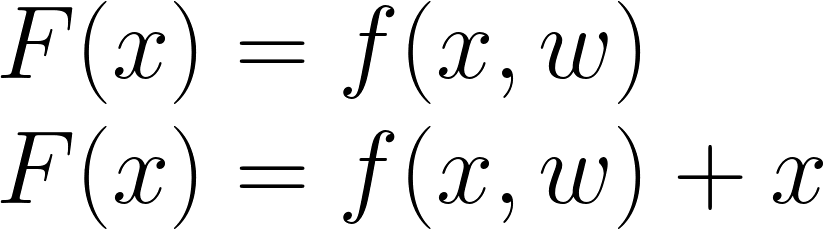 F(x) = f(x, w)
F(x) = f(x, w) + x